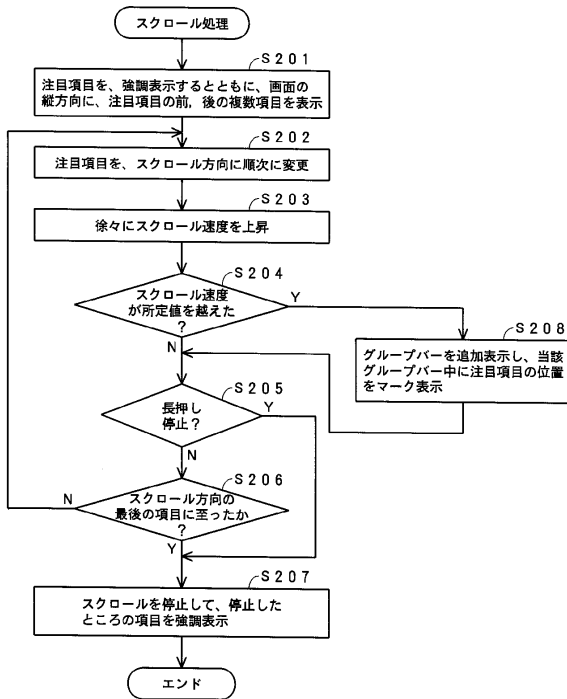 スクロール処理
S201
注目項目を、強調表示するとともに、画面の
縦方向に、注目項目の前，後の複数項目を表示
S202
注目項目を、スクロール方向に順次に変更
S203
徐々にスクロール速度を上昇
S204
スクロール速度
が所定値を越えた
?
Y
N
S208
グループバーを追加表示し、当該
グループバー中に注目項目の位置
をマーク表示
S205
長押し
停止?
Y
N
S206
スクロール方向の
最後の項目に至ったか
?
N
Y
S207
スクロールを停止して、停止した
ところの項目を強調表示
エンド